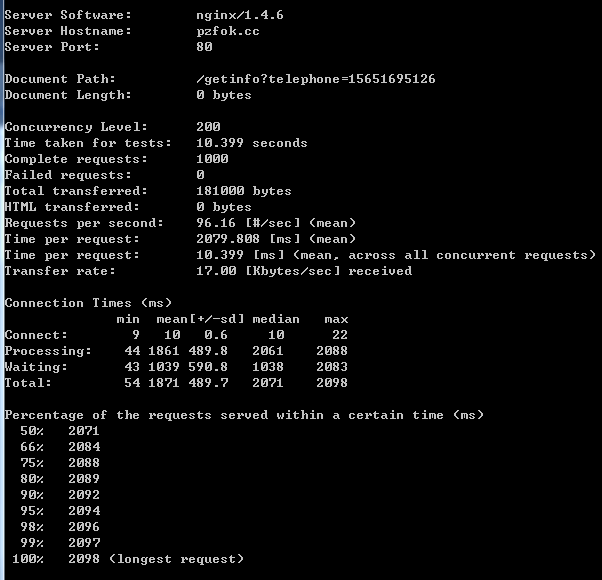 Server Software:        nginx/1.4.6
Server Hostname:        pzfok.cc
Server Port:            80
Document Path:          /getinfo?telephone=15651695126
Document Length:        0 bytes
Concurrency Level:      200
Time taken for tests:   10.399 seconds
Complete requests:      1000
Failed requests:        0
Total transferred:      181000 bytes
HTML transferred:       0 bytes
Requests per second:    96.16 [#/sec] (mean)
Time per request:       2079.808 [ms] (mean)
Time per request:       10.399 [ms] (mean, across all concurrent requests)
Transfer rate:          17.00 [Kbytes/sec] received
Connection Times (ms)
              min  mean[+/-sd] median   max
Connect:        9   10   0.6     10      22
Processing:    44 1861 489.8   2061    2088
Waiting:       43 1039 590.8   1038    2083
Total:         54 1871 489.7   2071    2098
Percentage of the requests served within a certain time (ms)
  50%   2071
  66%   2084
  75%   2088
  80%   2089
  90%   2092
  95%   2094
  98%   2096
  99%   2097
 100%   2098 (longest request)